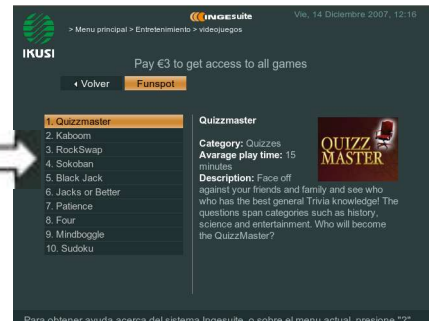 INGEsuite
Vie, 14 Diciembre 2007, 12:16
> Menu principal > Entretenimiento > videojuegos
IKUSI
Pay €3 to get access to all games
Volver
Funspot
1. Quizzmaster
2. Kaboom
3. RockSwap
4. Sokoban
5. Black Jack
6. Jacks or Better
7. Patience
8. Four
9. Mindboggle
10. Sudoku
Quizzmaster
Category: Quizzes
Avarage play time: 15
minutes
Description: Face off
against your friends and family and see who
who has the best general Trivia knowledge! The
questions span categories such as history,
science and entertainment. Who will become
the QuizzMaster?
QUIZZ
MASTER
Para obtener ayuda acerca del sistema Ingesuite, o sobre el menu actual, presione "?"